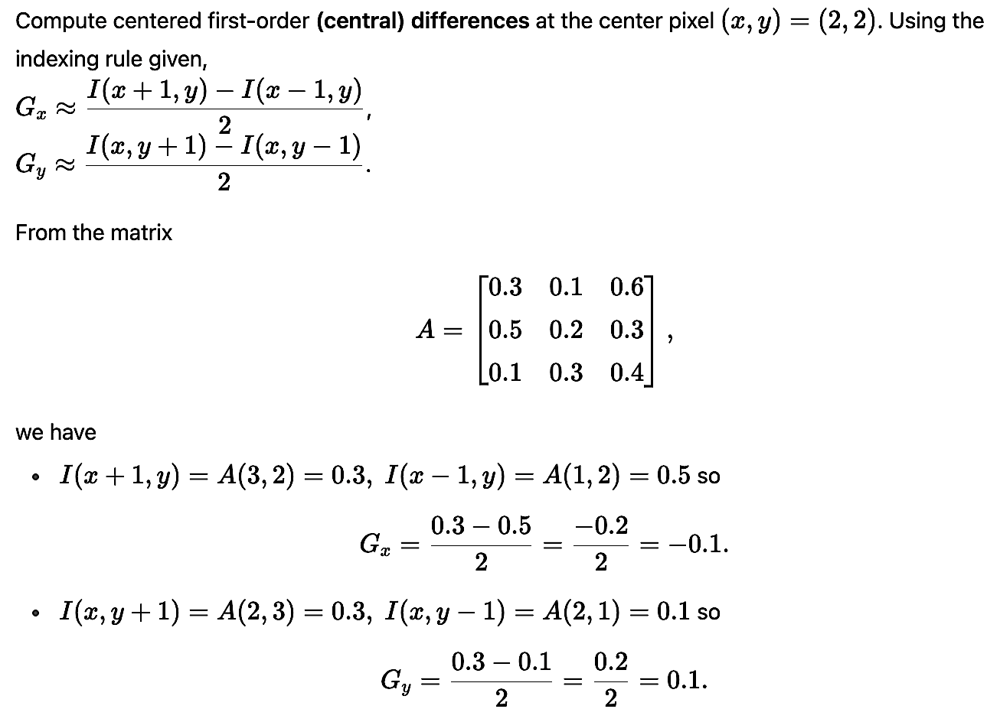 Compute centered first-order (central) differences at the center pixel (x, y) = (2, 2). Using the
indexing rule given,
G_x ≈ \frac{I(x + 1, y) − I(x − 1, y)}{2},
G_y ≈ \frac{I(x, y + 1) − I(x, y − 1)}{2}.
From the matrix
A = \begin{bmatrix} 0.3 & 0.1 & 0.6 \\ 0.5 & 0.2 & 0.3 \\ 0.1 & 0.3 & 0.4 \end{bmatrix},
we have
• I(x + 1, y) = A(3, 2) = 0.3, I(x − 1, y) = A(1, 2) = 0.5 so
G_x = \frac{0.3 − 0.5}{2} = \frac{−0.2}{2} = −0.1.
• I(x, y + 1) = A(2, 3) = 0.3, I(x, y − 1) = A(2, 1) = 0.1 so
G_y = \frac{0.3 − 0.1}{2} = \frac{0.2}{2} = 0.1.